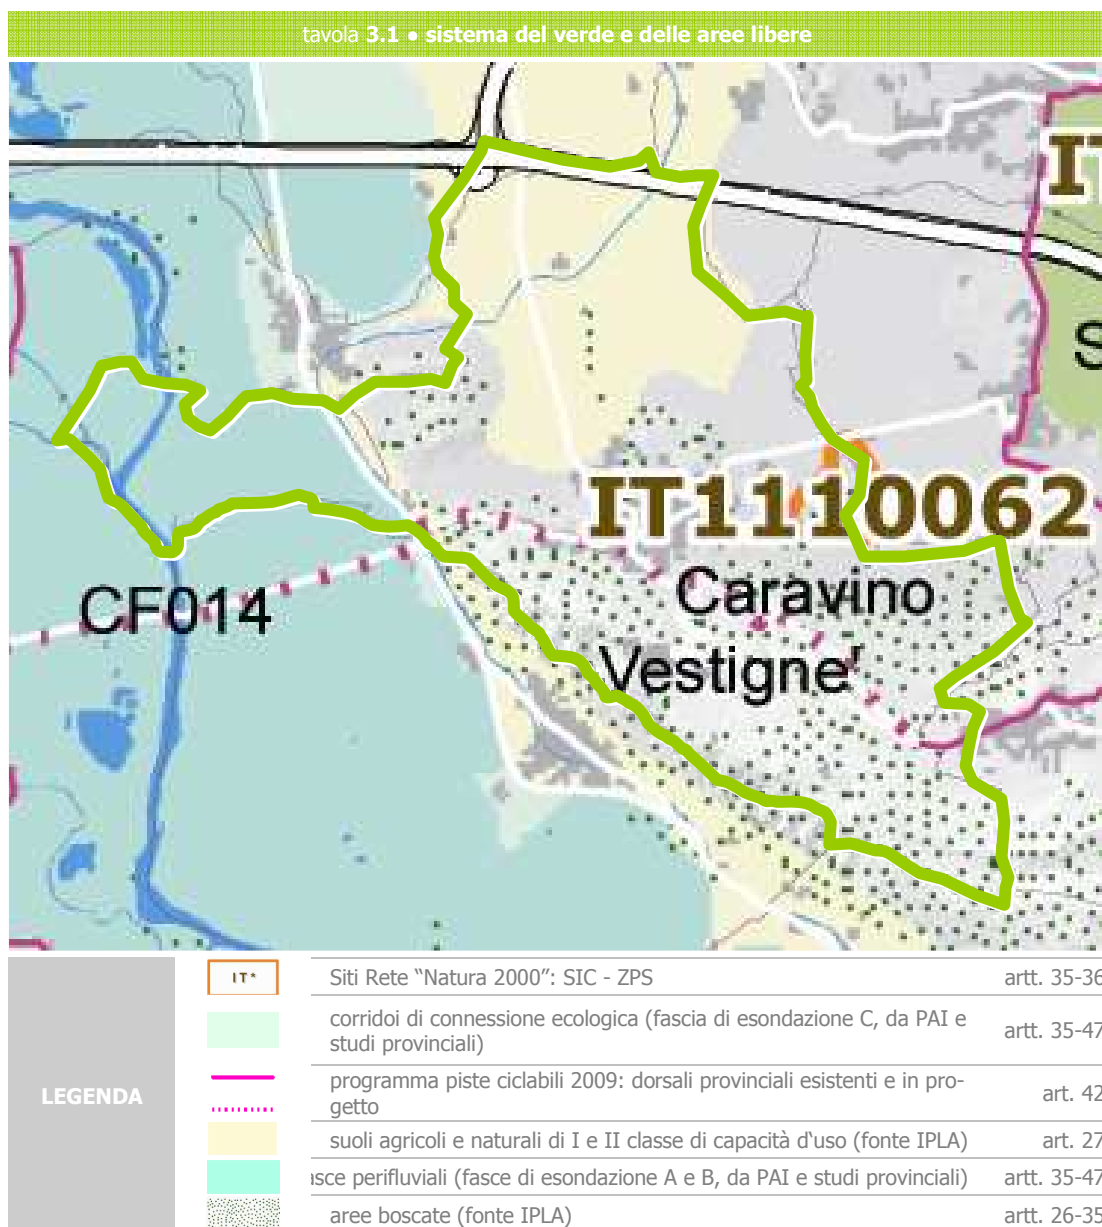 tavola 3.1 • sistema del verde e delle aree libere
IT
S
IT1110062
Caravino
CF014
Vestigne'
LEGENDA
IT*
Siti Rete “Natura 2000”: SIC - ZPS
artt. 35-36
corridoi di connessione ecologica (fascia di esondazione C, da PAI e
studi provinciali)
artt. 35-47
programma piste ciclabili 2009: dorsali provinciali esistenti e in pro-
getto
art. 42
suoli agricoli e naturali di I e II classe di capacità d'uso (fonte IPLA)
art. 27
asce perifluviali (fasce di esondazione A e B, da PAI e studi provinciali)
artt. 35-47
aree boscate (fonte IPLA)
artt. 26-35